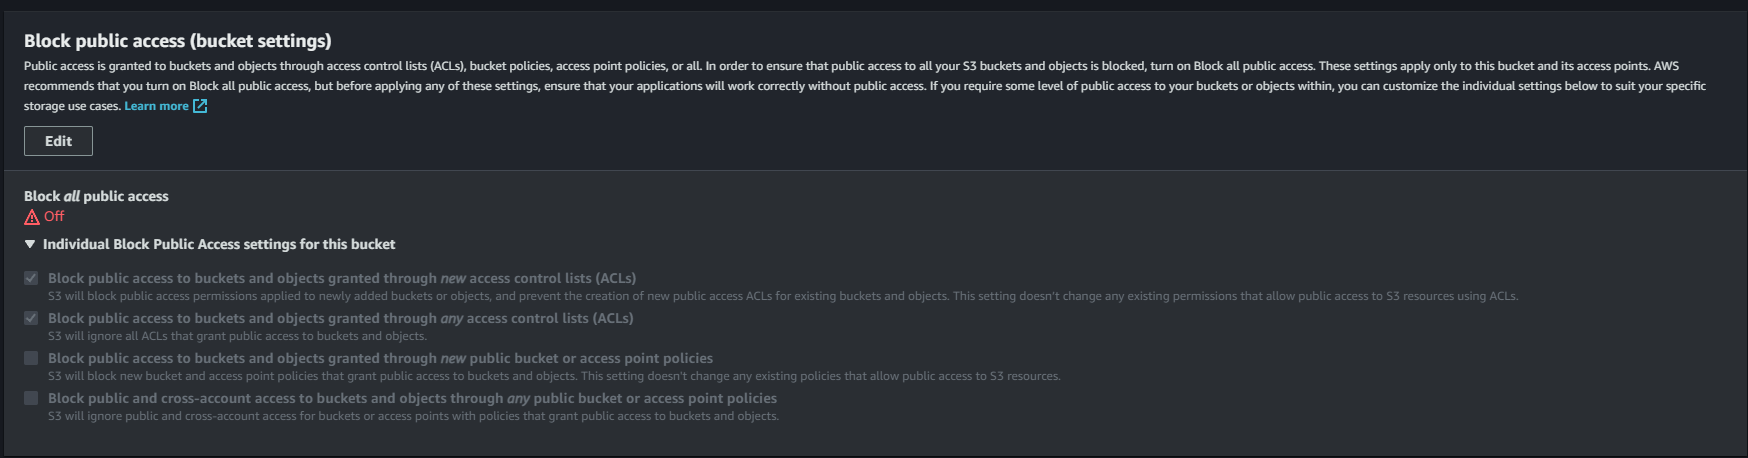 Block public access (bucket settings)
Public access is granted to buckets and objects through access control lists (ACLs), bucket policies, access point policies, or all. In order to ensure that public access to all your S3 buckets and objects is blocked, turn on Block all public access. These settings apply only to this bucket and its access points. AWS
recommends that you turn on Block all public access, but before applying any of these settings, ensure that your applications will work correctly without public access. If you require some level of public access to your buckets or objects within, you can customize the individual settings below to suit your specific
storage use cases. Learn more
Edit
Block all public access
Off
Individual Block Public Access settings for this bucket
Block public access to buckets and objects granted through new access control lists (ACLs)
S3 will block public access permissions applied to newly added buckets or objects, and prevent the creation of new public access ACLs for existing buckets and objects. This setting doesn't change any existing permissions that allow public access to S3 resources using ACLs.
Block public access to buckets and objects granted through any access control lists (ACLs)
S3 will ignore all ACLs that grant public access to buckets and objects.
Block public access to buckets and objects granted through new public bucket or access point policies
S3 will block new bucket and access point policies that grant public access to buckets and objects. This setting doesn't change any existing policies that allow public access to S3 resources.
Block public and cross-account access to buckets and objects through any public bucket or access point policies
S3 will ignore public and cross-account access for buckets or access points with policies that grant public access to buckets and objects.